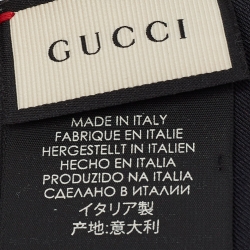 GUCCI
MADE IN ITALY
FABRIQUE EN ITALIE
HERGESTELLT IN ITALIEN
HECHO EN ITALIA
PRODUZIDO NA ITALIA
СДЕЛАНО В ИТАЛИИ
イタリア製
产地:意大利